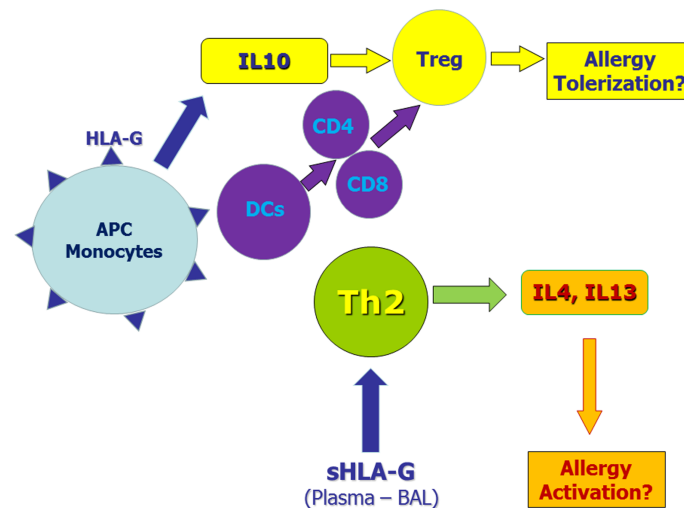 IL10
Treg
Allergy
Tolerization?
HLA-G
CD4
CD8
DCs
APC
Monocytes
Th2
IL4, IL13
sHLA-G
(Plasma – BAL)
Allergy
Activation?